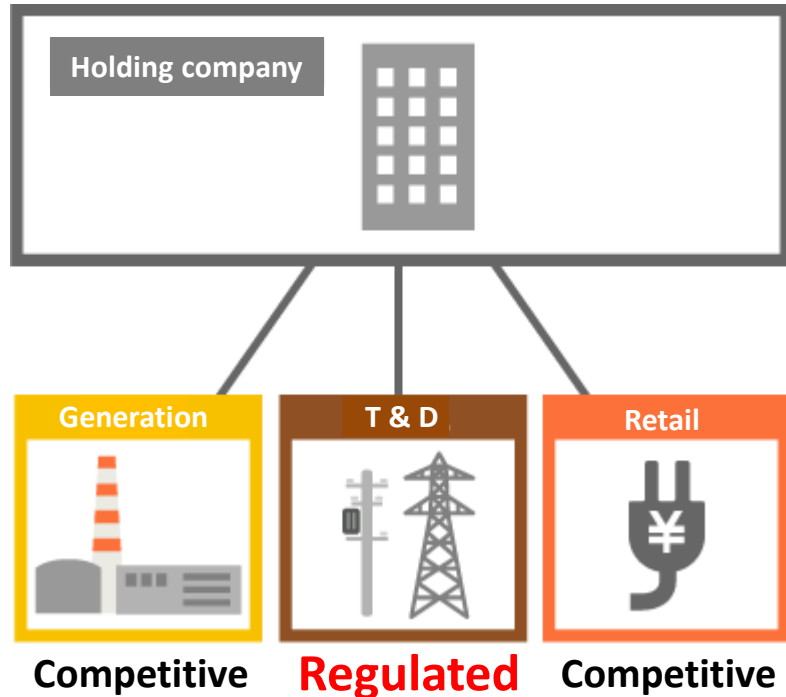 Holding company
Generation
T & D
Retail
¥
Competitive
Regulated
Competitive